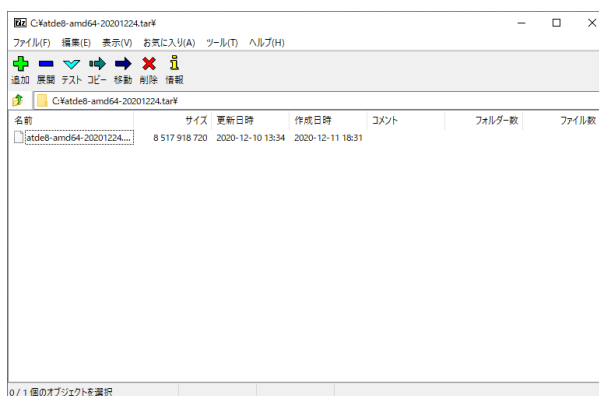 7z C:¥atde8-amd64-20201224.tar¥
ファイル(F) 編集(E) 表示(V) お気に入り(A) ツール(T) ヘルプ(H)
追加 展開 テスト コピー 移動 削除 情報
C:¥atde8-amd64-20201224.tar¥
名前 サイズ 更新日時 作成日時 コメント フォルダー数 ファイル数
atde8-amd64-20201224.... 8 517 918 720 2020-12-10 13:34 2020-12-11 18:31
0 / 1 個のオブジェクトを選択